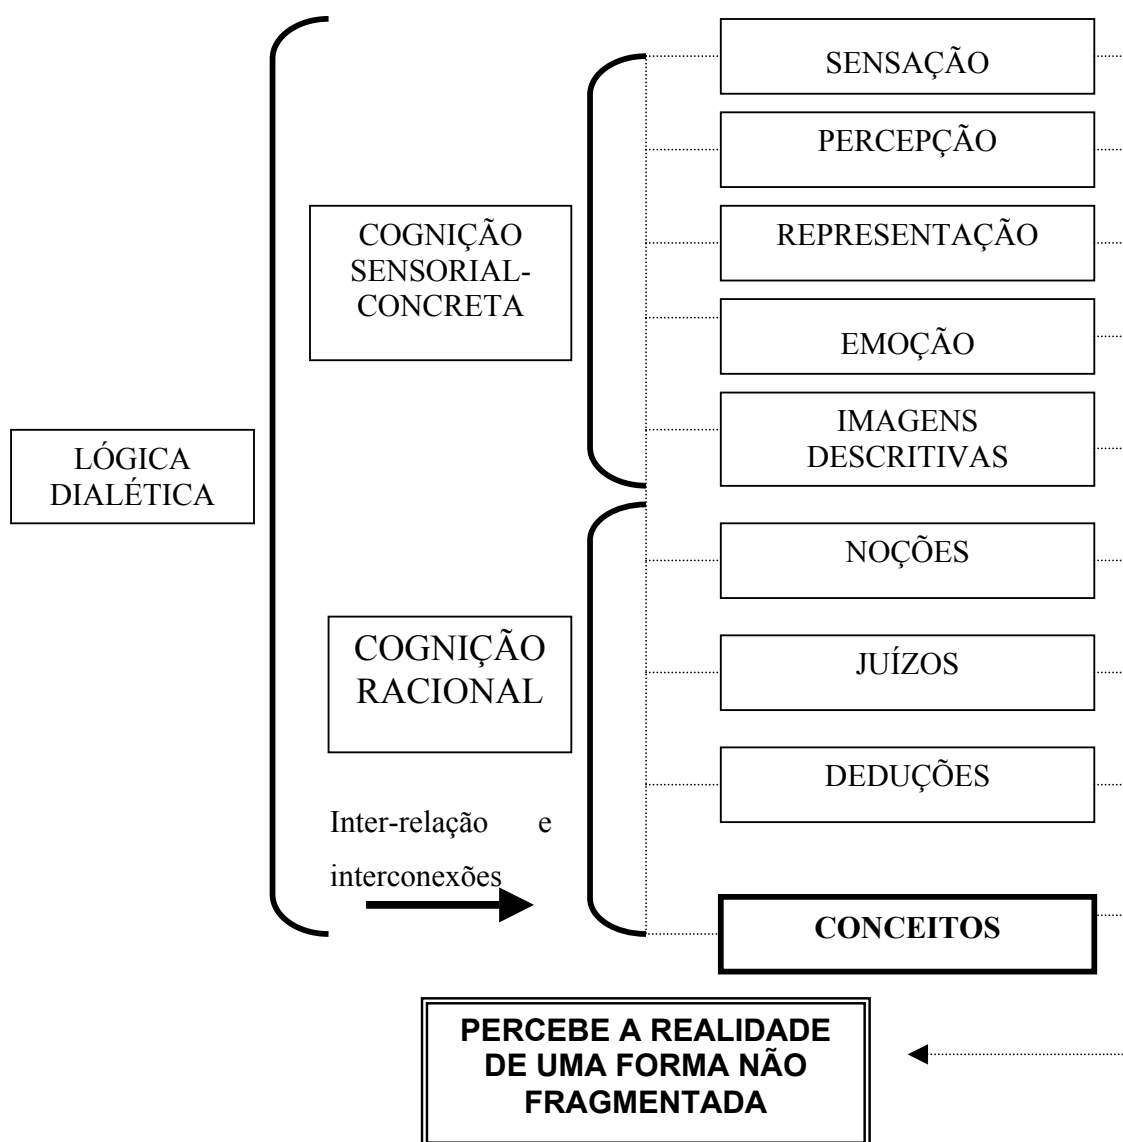 SENSAÇÃO
PERCEPÇÃO
REPRESENTAÇÃO
EMOÇÃO
IMAGENS
DESCRITIVAS
COGNIÇÃO
SENSORIAL-
CONCRETA
LÓGICA
DIALÉTICA
NOÇÕES
JUÍZOS
DEDUÇÕES
COGNIÇÃO
RACIONAL
Inter-relação e
interconexões
CONCEITOS
PERCEBE A REALIDADE
DE UMA FORMA NÃO
FRAGMENTADA